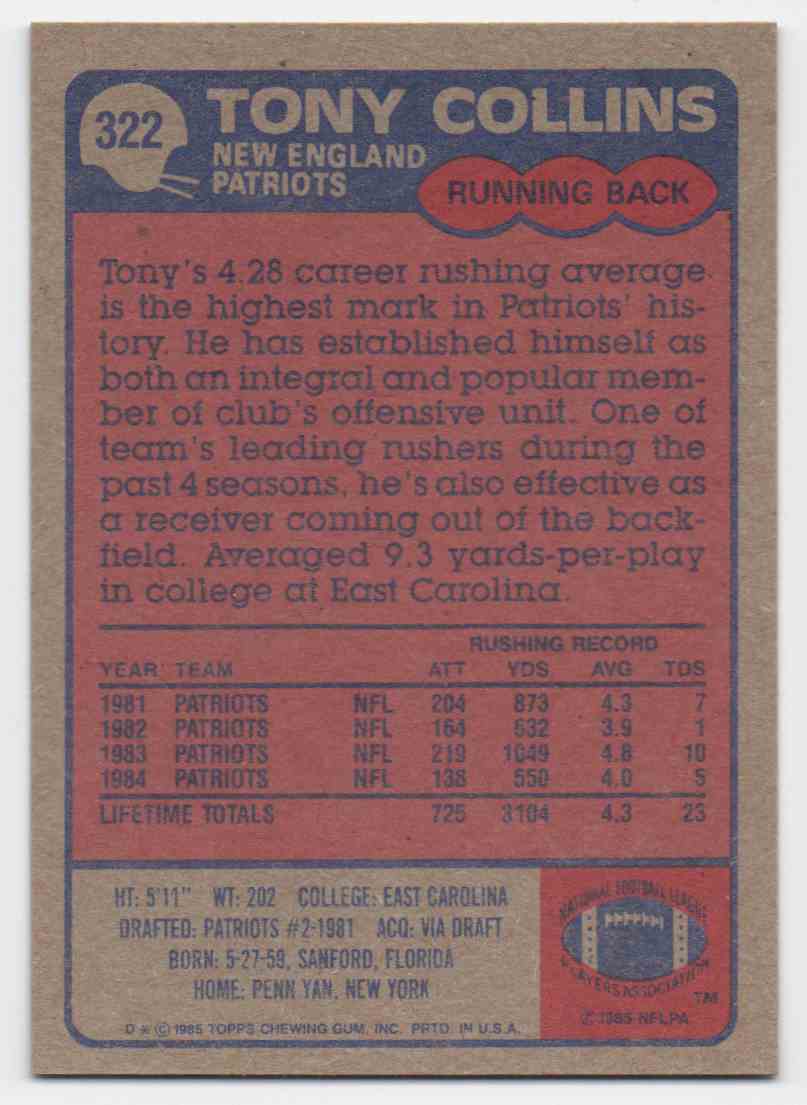 322
TONY COLLINS
NEW ENGLAND
PATRIOTS
RUNNING BACK
Tony's 4.28 career rushing average
is the highest mark in Patriots' his-
tory. He has established himself as
both an integral and popular mem-
ber of club's offensive unit. One of
team's leading rushers during the
past 4 seasons, he's also effective as
a receiver coming out of the back-
field. Averaged 9.3 yards-per-play
in college at East Carolina.
RUSHING RECORD
YEAR TEAM ATT YDS AVG TDS
1981 PATRIOTS NFL 204 873 4.3 7
1982 PATRIOTS NFL 164 532 3.9 1
1983 PATRIOTS NFL 219 1049 4.8 10
1984 PATRIOTS NFL 138 550 4.0 5
LIFETIME TOTALS 725 3104 4.3 23
HT: 5'11" WT: 202 COLLEGE: EAST CAROLINA
DRAFTED: PATRIOTS #2-1981 ACQ: VIA DRAFT
BORN: 5-27-59, SANFORD, FLORIDA
HOME: PENN YAN, NEW YORK
D * © 1985 TOPPS CHEWING GUM, INC. PRTD. IN U.S.A.
NATIONAL FOOTBALL LEAGUE
PLAYERS ASSOCIATION
TM
© 1985 NFLPA